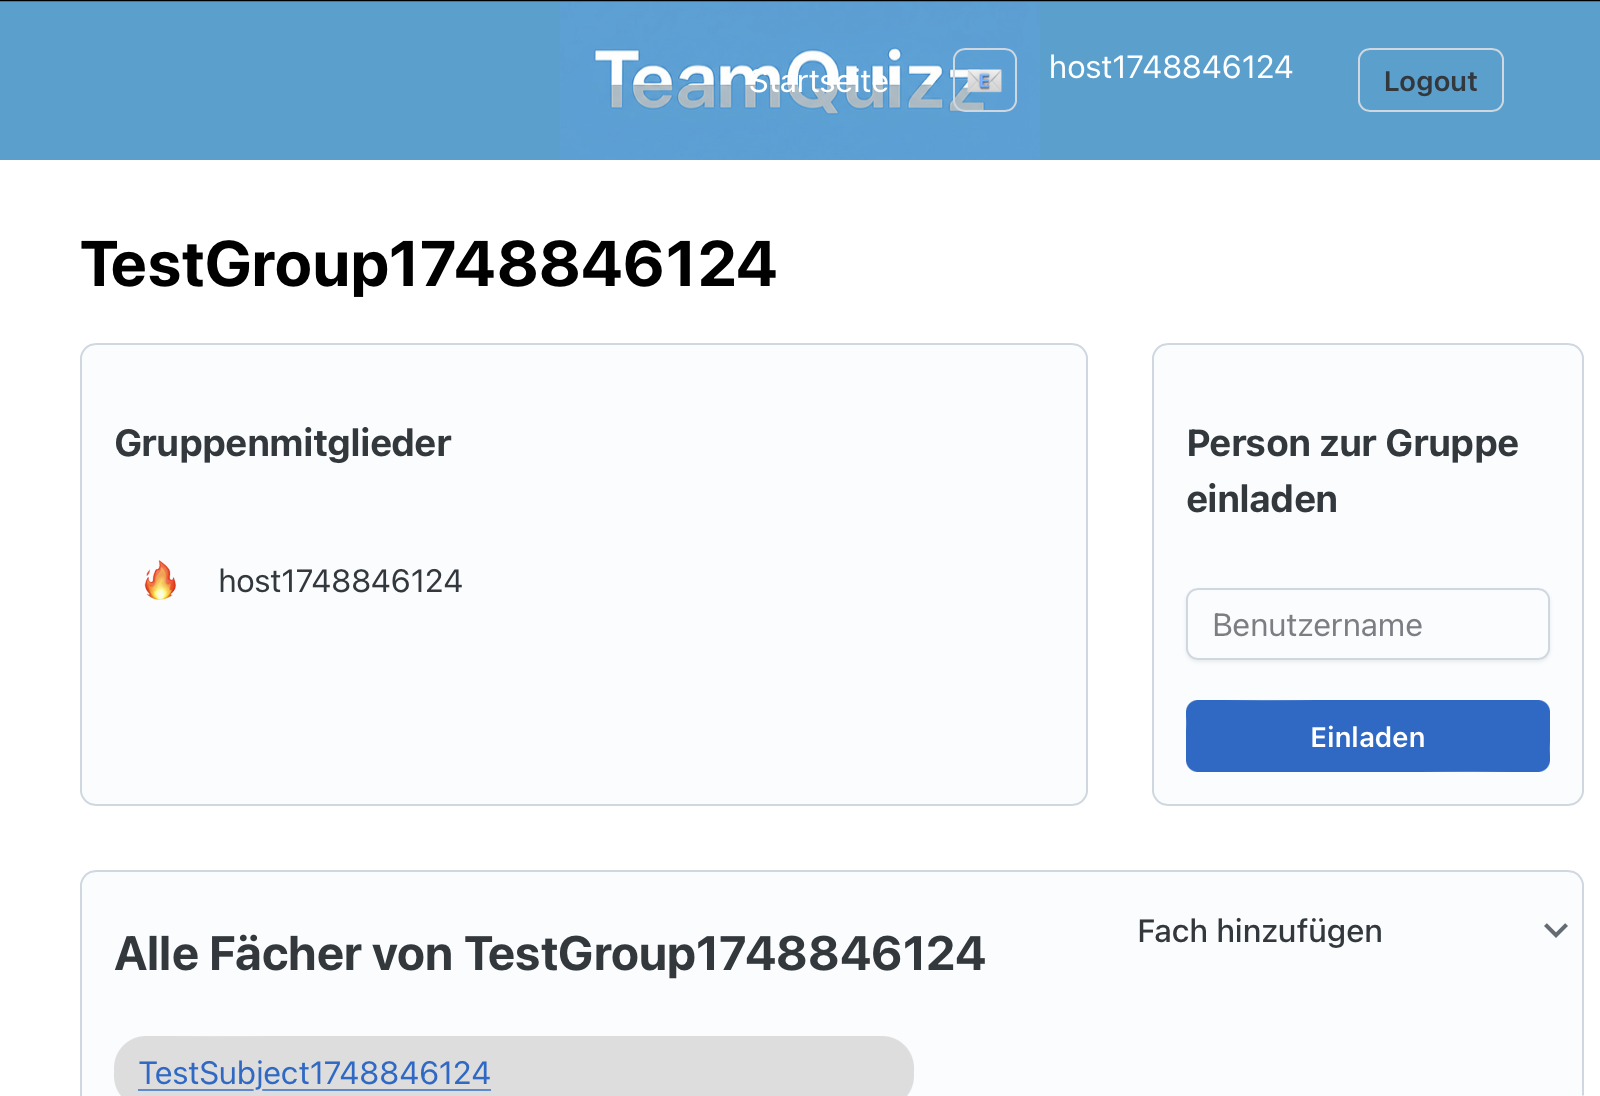 TeamQuizz
Startseite
host1748846124
Logout
TestGroup1748846124
Gruppenmitglieder
host1748846124
Person zur Gruppe
einladen
Benutzername
Einladen
Alle Fächer von TestGroup1748846124
Fach hinzufügen
TestSubject1748846124